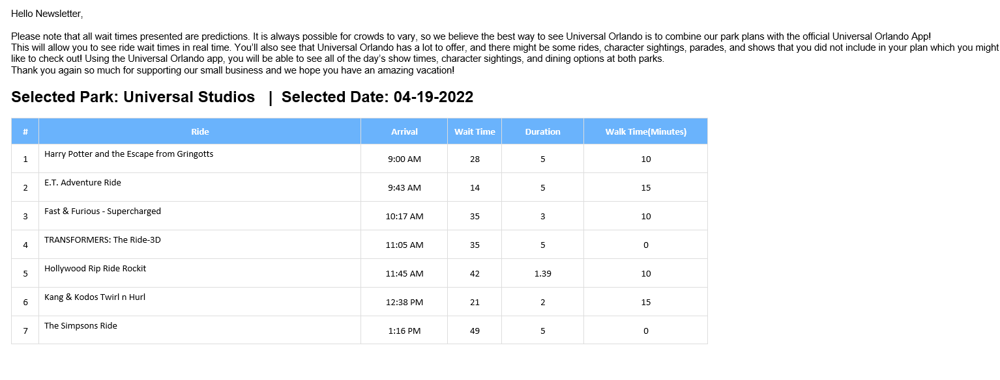 Hello Newsletter,
Please note that all wait times presented are predictions. It is always possible for crowds to vary, so we believe the best way to see Universal Orlando is to combine our park plans with the official Universal Orlando App!
This will allow you to see ride wait times in real time. You’ll also see that Universal Orlando has a lot to offer, and there might be some rides, character sightings, parades, and shows that you did not include in your plan which you might
like to check out! Using the Universal Orlando app, you will be able to see all of the day’s show times, character sightings, and dining options at both parks.
Thank you again so much for supporting our small business and we hope you have an amazing vacation!
Selected Park: Universal Studios | Selected Date: 04-19-2022
# Ride Arrival Wait Time Duration Walk Time(Minutes)
1 Harry Potter and the Escape from Gringotts 9:00 AM 28 5 10
2 E.T. Adventure Ride 9:43 AM 14 5 15
3 Fast & Furious - Supercharged 10:17 AM 35 3 10
4 TRANSFORMERS: The Ride-3D 11:05 AM 35 5 0
5 Hollywood Rip Ride Rockit 11:45 AM 42 1.39 10
6 Kang & Kodos Twirl n Hurl 12:38 PM 21 2 15
7 The Simpsons Ride 1:16 PM 49 5 0